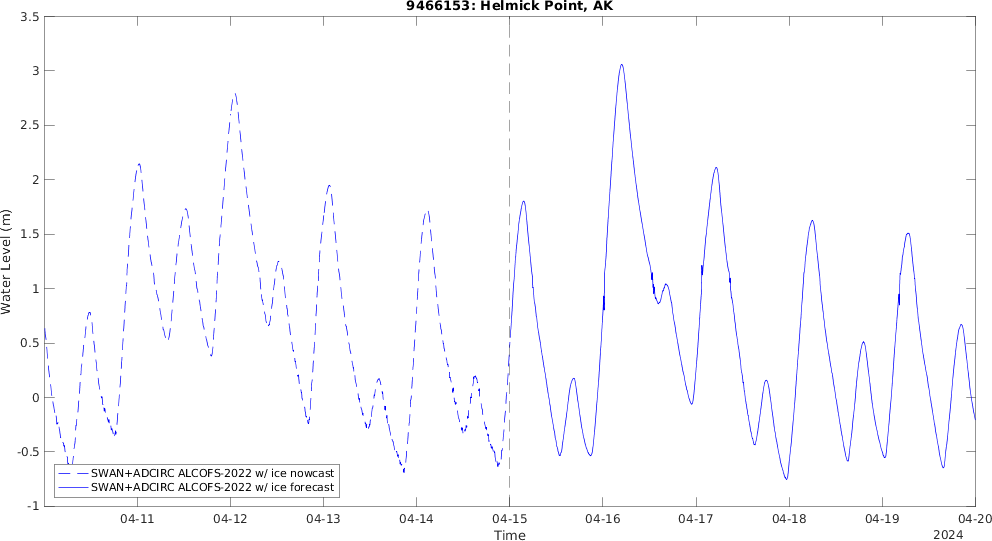 9466153: Helmick Point, AK
3.5
3
2.5
2
1.5
1
0.5
0
-0.5
-1
Water Level (m)
SWAN+ADCIRC ALCOFS-2022 w/ ice nowcast
SWAN+ADCIRC ALCOFS-2022 w/ ice forecast
04-11 04-12 04-13 04-14 04-15 04-16 04-17 04-18 04-19 04-20
Time
2024